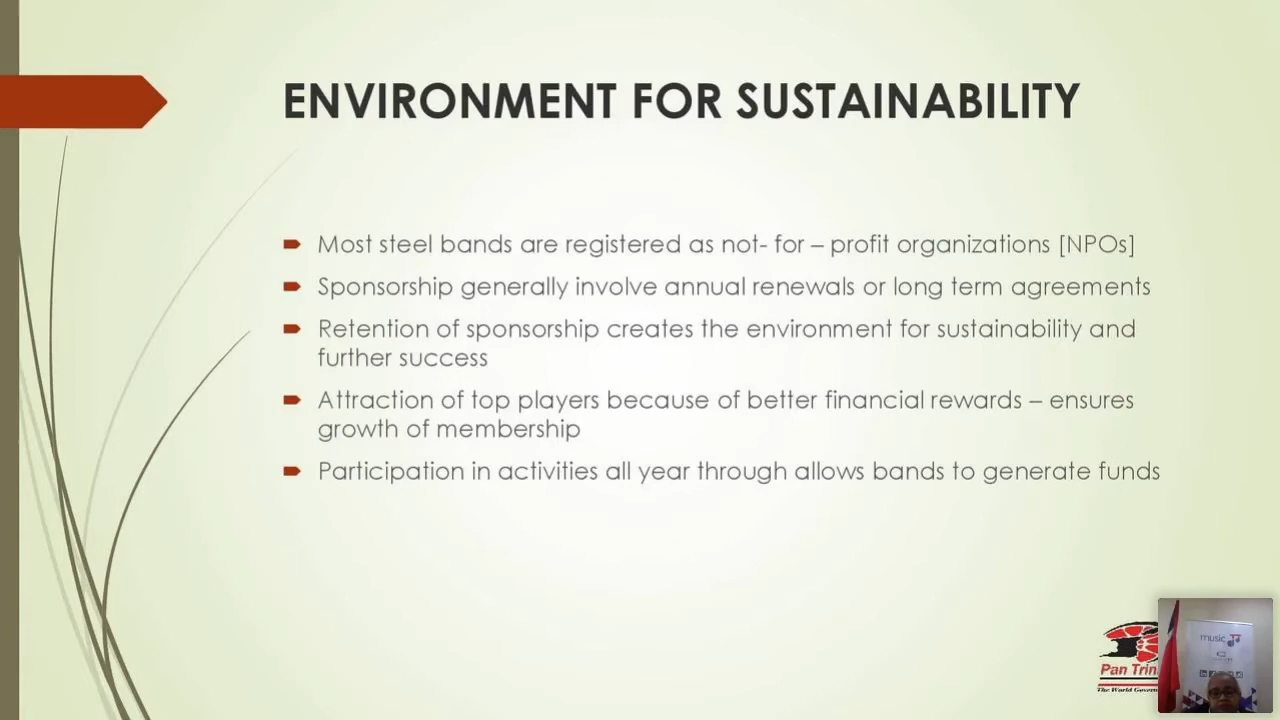 ENVIRONMENT FOR SUSTAINABILITY
Most steel bands are registered as not- for – profit organizations [NPOs]
Sponsorship generally involve annual renewals or long term agreements
Retention of sponsorship creates the environment for sustainability and
further success
Attraction of top players because of better financial rewards – ensures
growth of membership
Participation in activities all year through allows bands to generate funds
music
Pan Trin
The World Govern